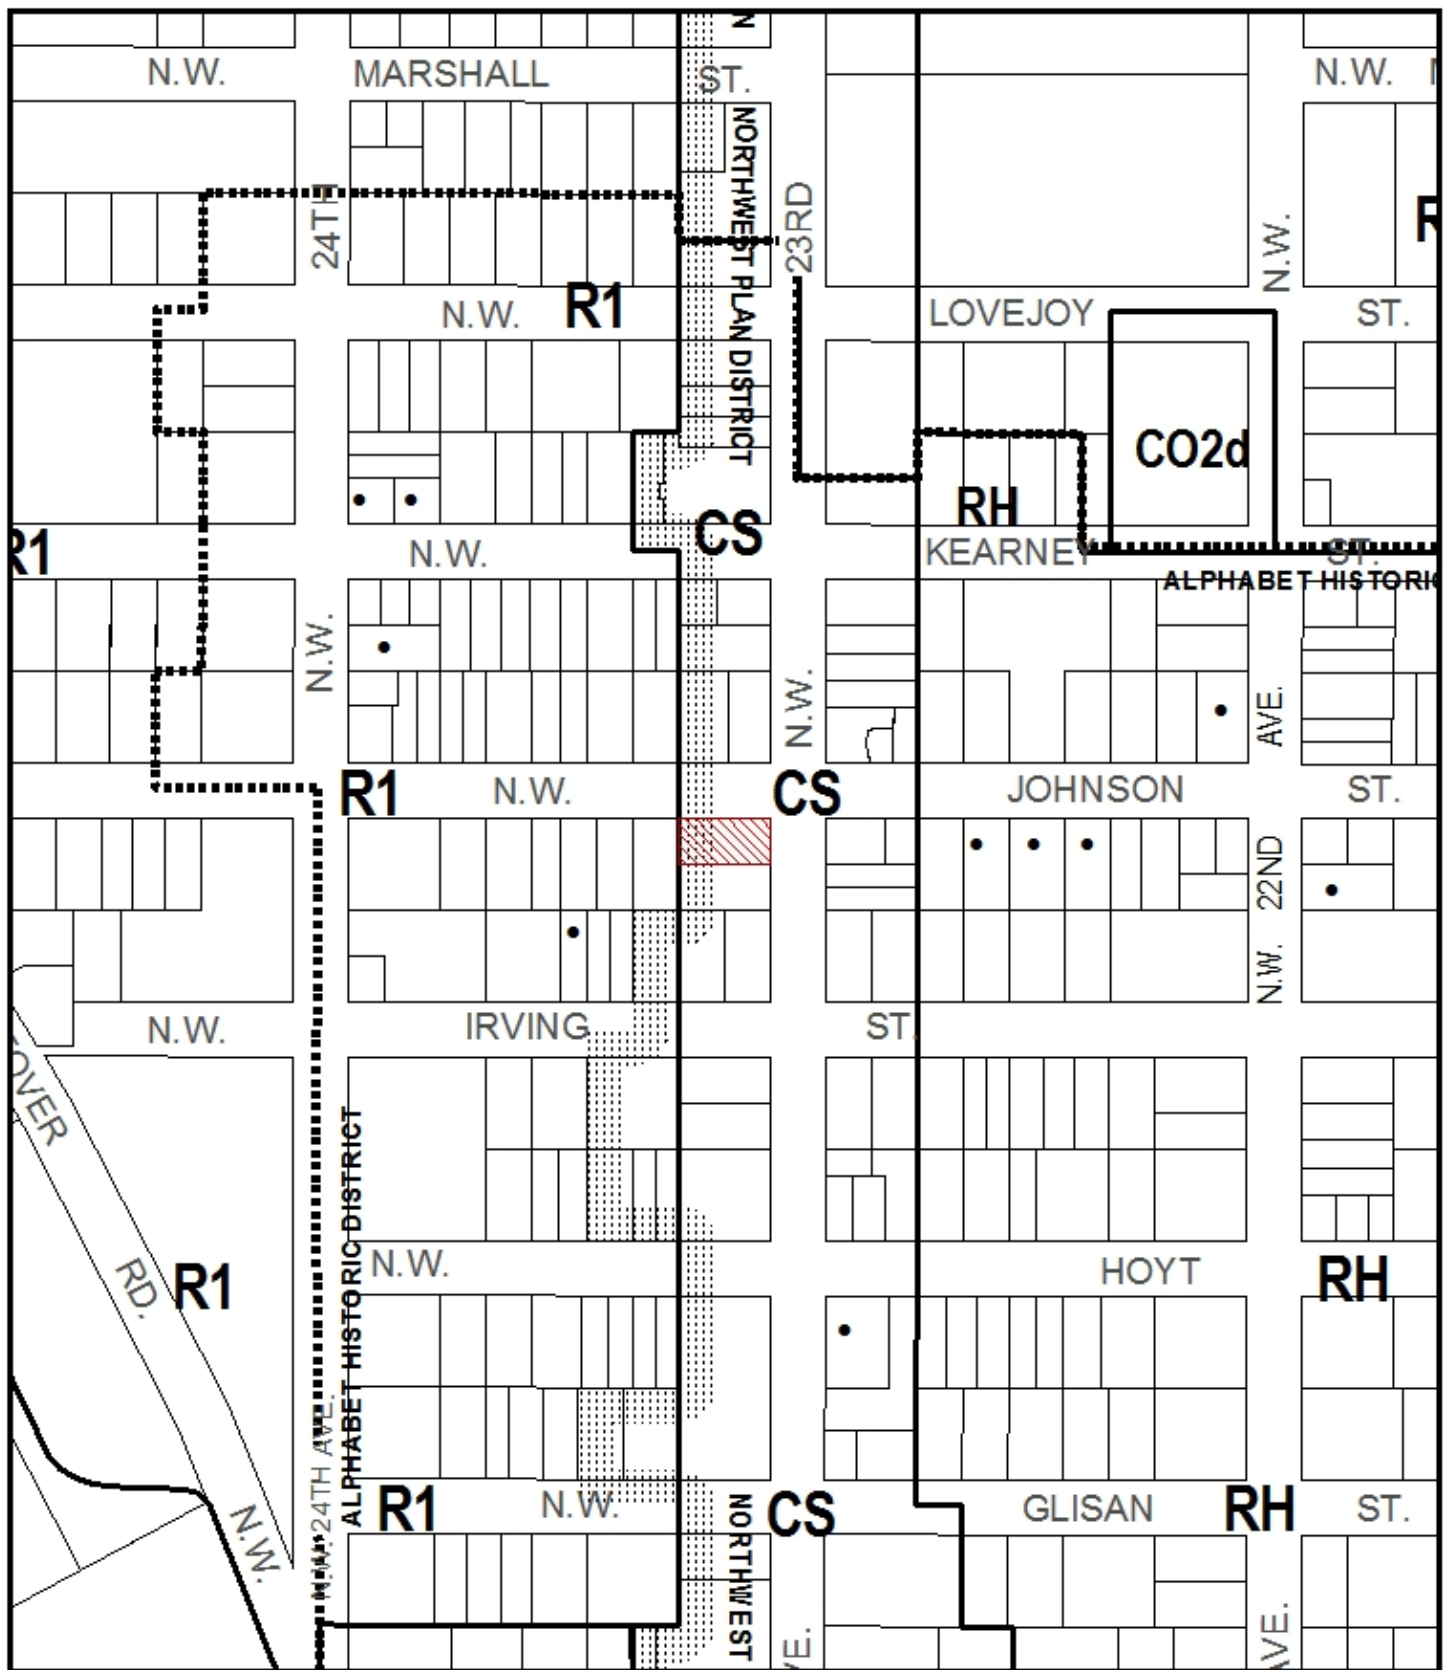 N
N.W. MARSHALL ST. N.W.
NORTHWEST PLAN DISTRICT
24TH
23RD
N.W.
R
N.W. R1 LOVEJOY ST.
CO2d
RH
CS
R1
N.W. KEARNEY ST.
ALPHABET HISTORIC
N.W.
N.W.
AVE.
R1 N.W. CS JOHNSON ST.
22ND
N.W.
N.W. IRVING ST.
OVER
RD.
R1
ALPHABET HISTORIC DISTRICT
N.W. HOYT RH
N.W. 24TH AVE.
R1 N.W. CS GLISAN RH ST.
N.W.
NORTHWEST
VE.
AVE.